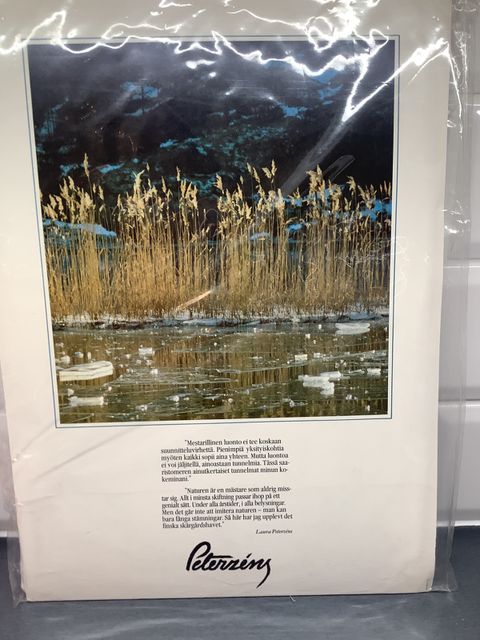 "Mestarillinen luonto ei tee koskaan
suunnitteluvirhettä. Pienimpiä yksityiskohtia
myöten kaikki sopii aina yhteen. Mutta luontoa
ei voi jäljitellä, ainoastaan tunnelmia. Tässä saa-
ristomeren ainutkertaiset tunnelmat minun ko-
keminani."
"Naturen är en mästare som aldrig miss-
tar sig. Allt i minsta skiftning passar ihop på ett
genialt sätt. Under alla årstider, i alla belysningar.
Men det går inte att imitera naturen – man kan
bara fånga stämningar. Så här har jag upplevt det
finska skärgårdshavet."
Laura Peterzéns
Peterzéns